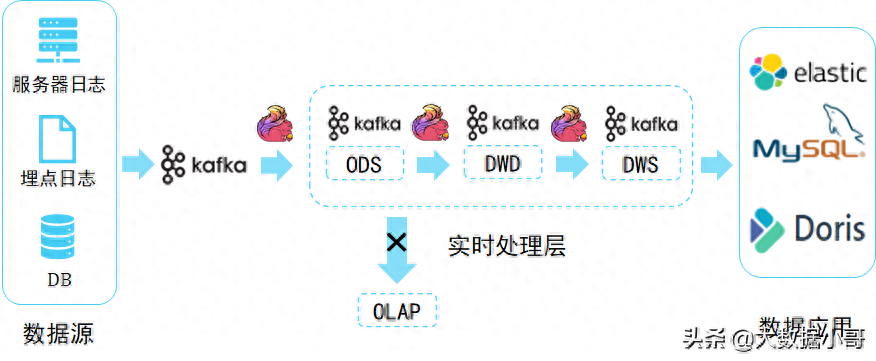 服务器日志
埋点日志
DB
数据源
kafka
kafka
ODS
kafka
DWD
kafka
DWS
实时处理层
OLAP
elastic
MySQL
Doris
数据应用
头条 @大数据小哥